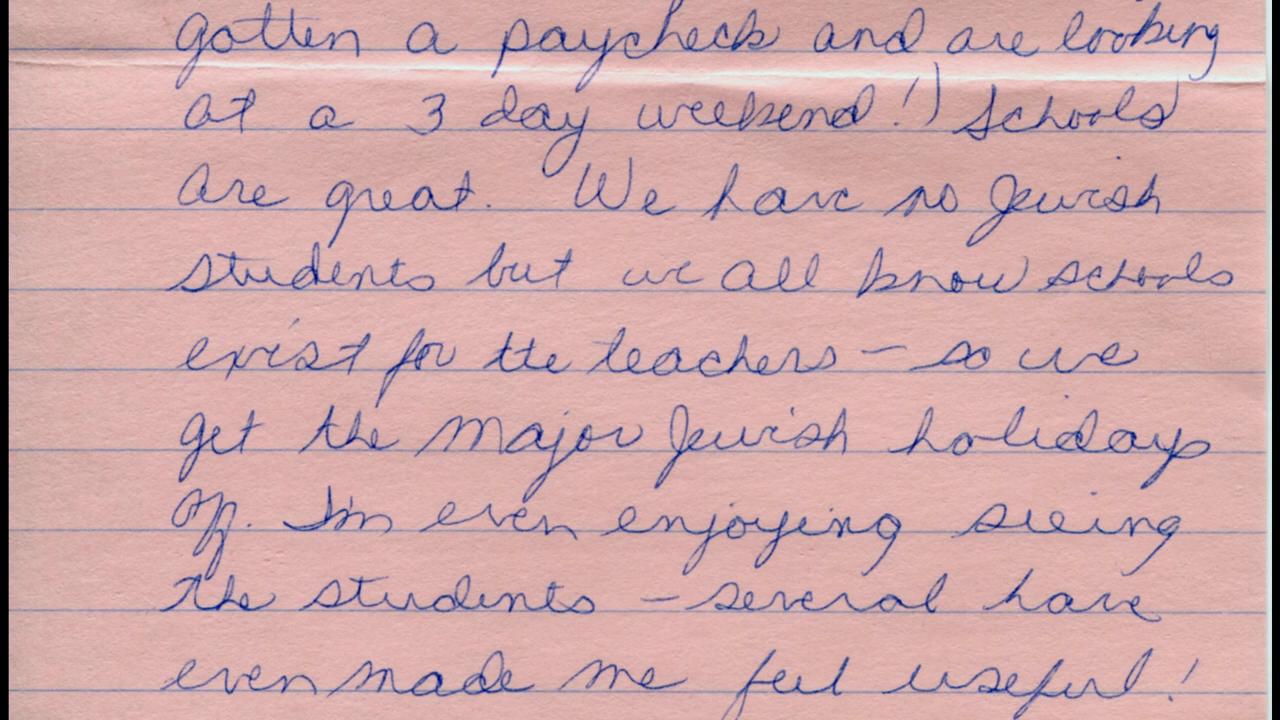 gotten a paycheck and are looking
at a 3 day weekend!) Schools
are great. We have no Jewish
students but we all know schools
exist for the teachers – so we
get the major Jewish holidays
off. I'm even enjoying seeing
the students – several have
even made me feel useful!